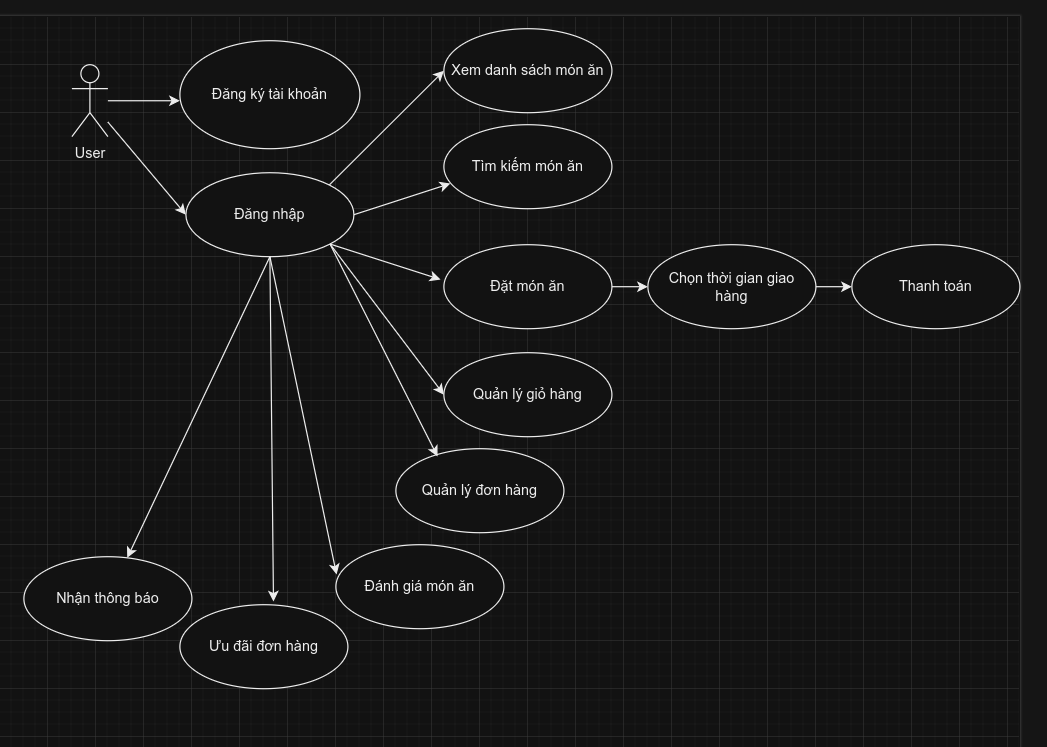 User
Đăng ký tài khoản
Đăng nhập
Xem danh sách món ăn
Tìm kiếm món ăn
Đặt món ăn
Chọn thời gian giao
hàng
Thanh toán
Quản lý giỏ hàng
Quản lý đơn hàng
Đánh giá món ăn
Nhận thông báo
Ưu đãi đơn hàng